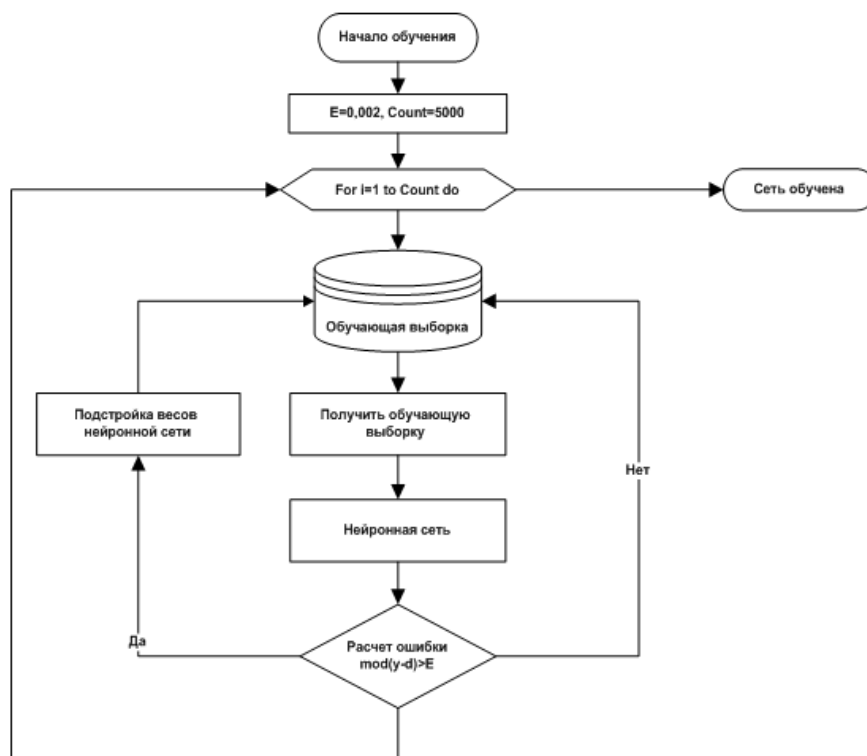 Начало обучения
E=0,002, Count=5000
For i=1 to Count do
Сеть обучена
Обучающая выборка
Подстройка весов
нейронной сети
Получить обучающую
выборку
Нет
Нейронная сеть
Да
Расчет ошибки
mod(y-d)>E